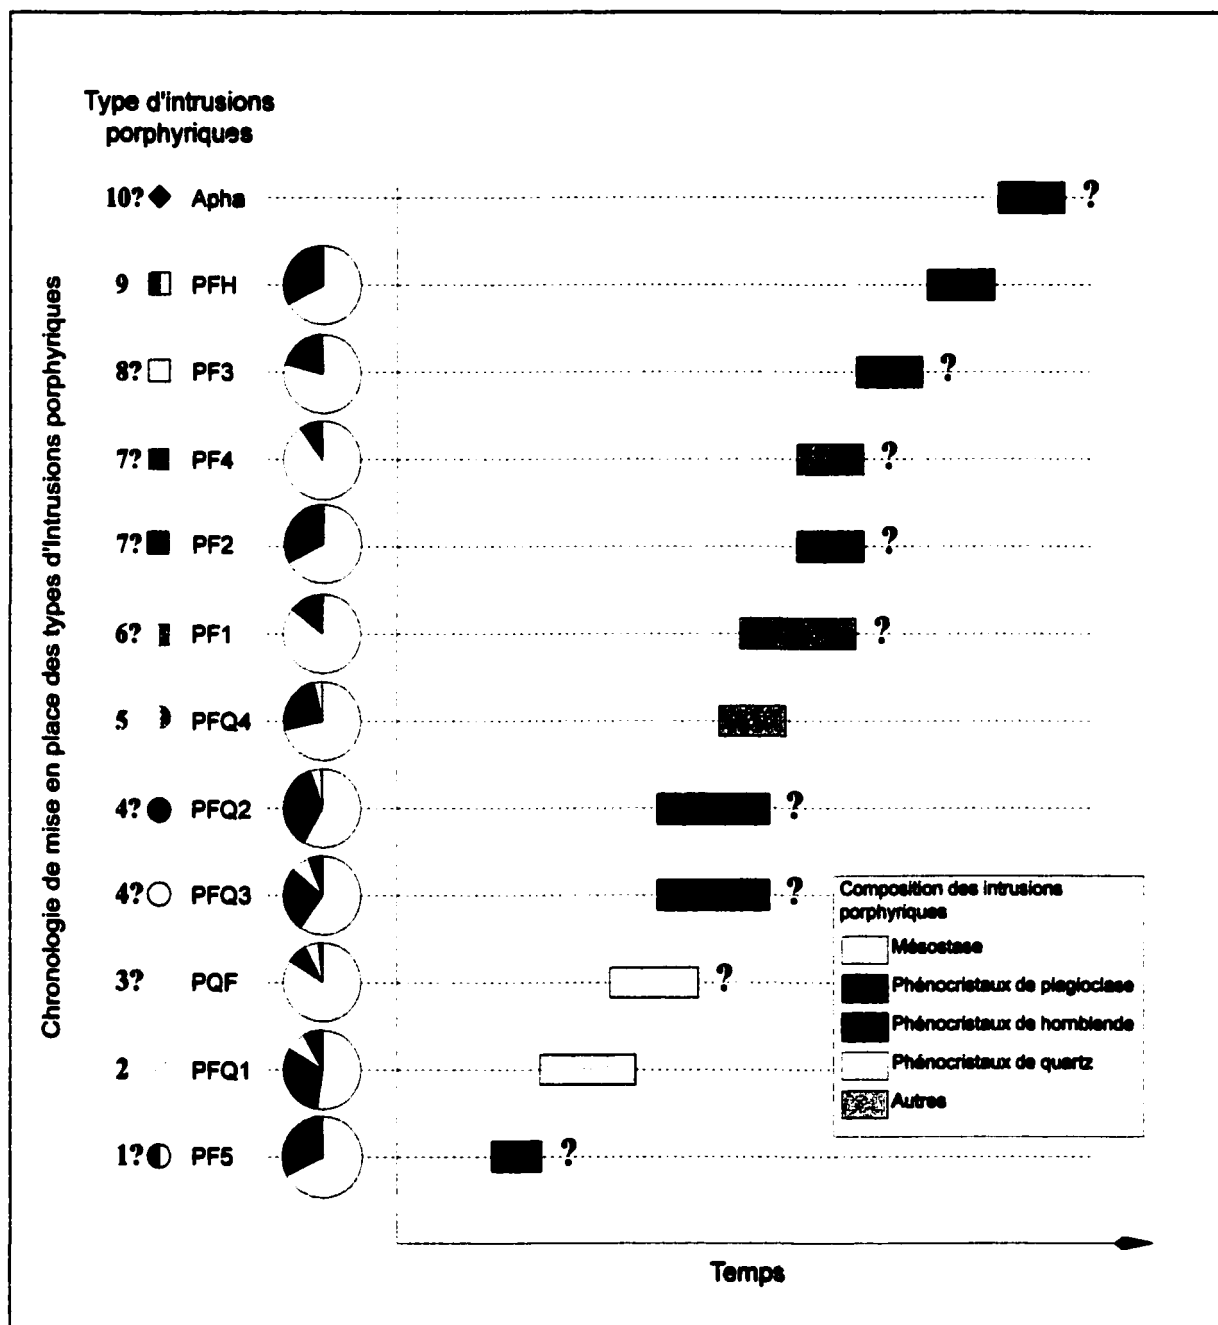 Type d'intrusions
porphyriques
Chronologie de mise en place des types d'Intrusions porphyriques
10? Apha ?
9 PFH
8? PF3 ?
7? PF4 ?
7? PF2 ?
6? PF1 ?
5 PFQ4
4? PFQ2 ?
4? PFQ3 ?
3? PQF ?
2 PFQ1
1? PF5 ?
Composition des intrusions
porphyriques
Mésostase
Phénocristaux de plagioclase
Phénocristaux de hornblende
Phénocristaux de quartz
Autres
Temps